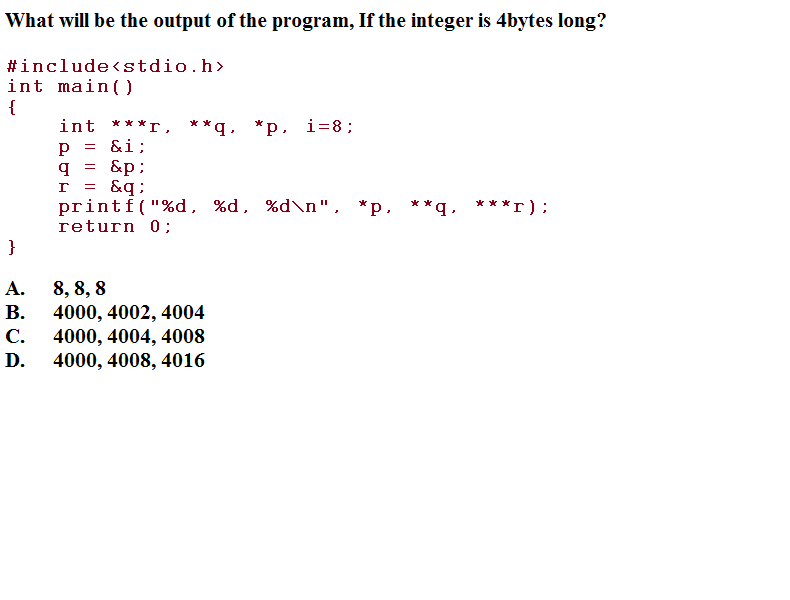 What will be the output of the program, If the integer is 4bytes long?
#include<stdio.h>
int main()
{
    int ***r, **q, *p, i=8;
    p = &i;
    q = &p;
    r = &q;
    printf("%d, %d, %d\n", *p, **q, ***r);
    return 0;
}
A. 8, 8, 8
B. 4000, 4002, 4004
C. 4000, 4004, 4008
D. 4000, 4008, 4016